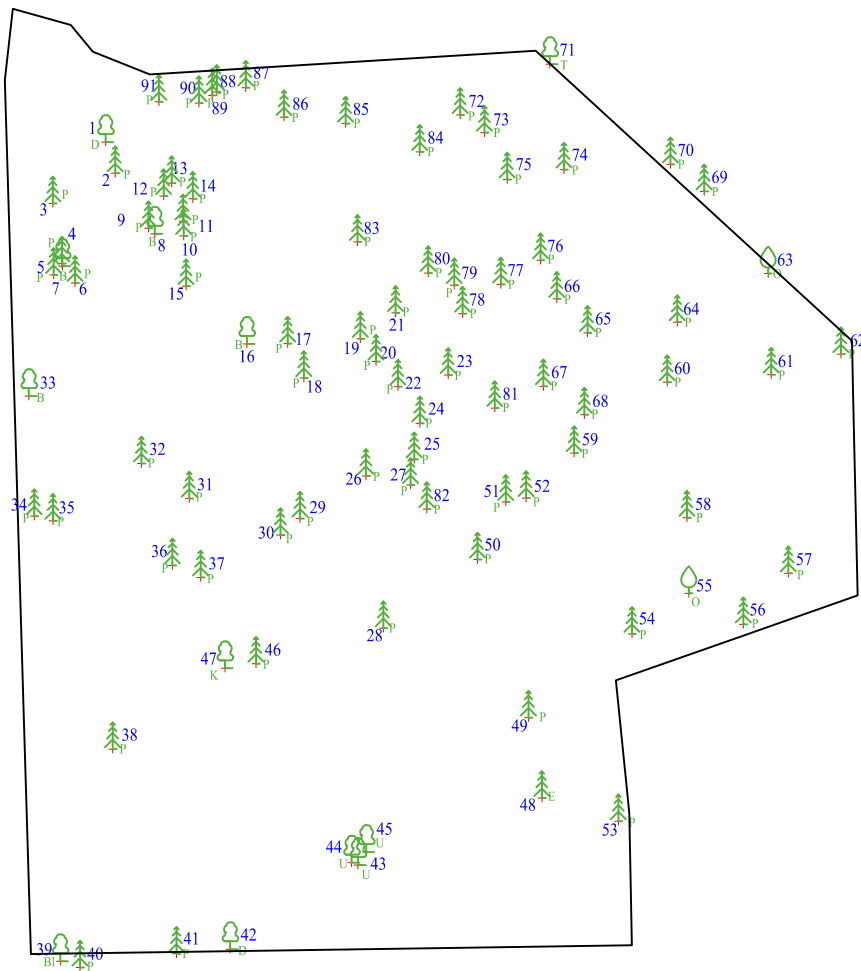 71
T
87
88
91
90
86
P
P
P
P
P
89
85
P
72
P
73
P
1
D
84
P
75
P
74
P
70
P
69
P
13
P
2
P
12
P
14
P
3
P
9
P
8
B
11
P
10
83
P
4
P
5
P
7
B
6
P
15
P
80
P
79
P
77
P
76
P
63
O
78
P
66
P
21
P
65
P
64
P
62
P
16
B
17
P
18
P
19
P
20
P
22
P
23
P
67
P
60
P
61
P
33
B
81
P
68
P
24
P
59
P
32
P
25
P
26
P
27
P
31
P
82
P
51
P
52
P
58
P
34
P
35
P
29
P
30
P
36
P
37
P
50
P
57
P
55
O
56
P
28
P
54
P
47
K
46
P
49
P
38
P
48
E
53
P
45
U
44
U
43
U
39
Bl
40
P
41
P
42
D